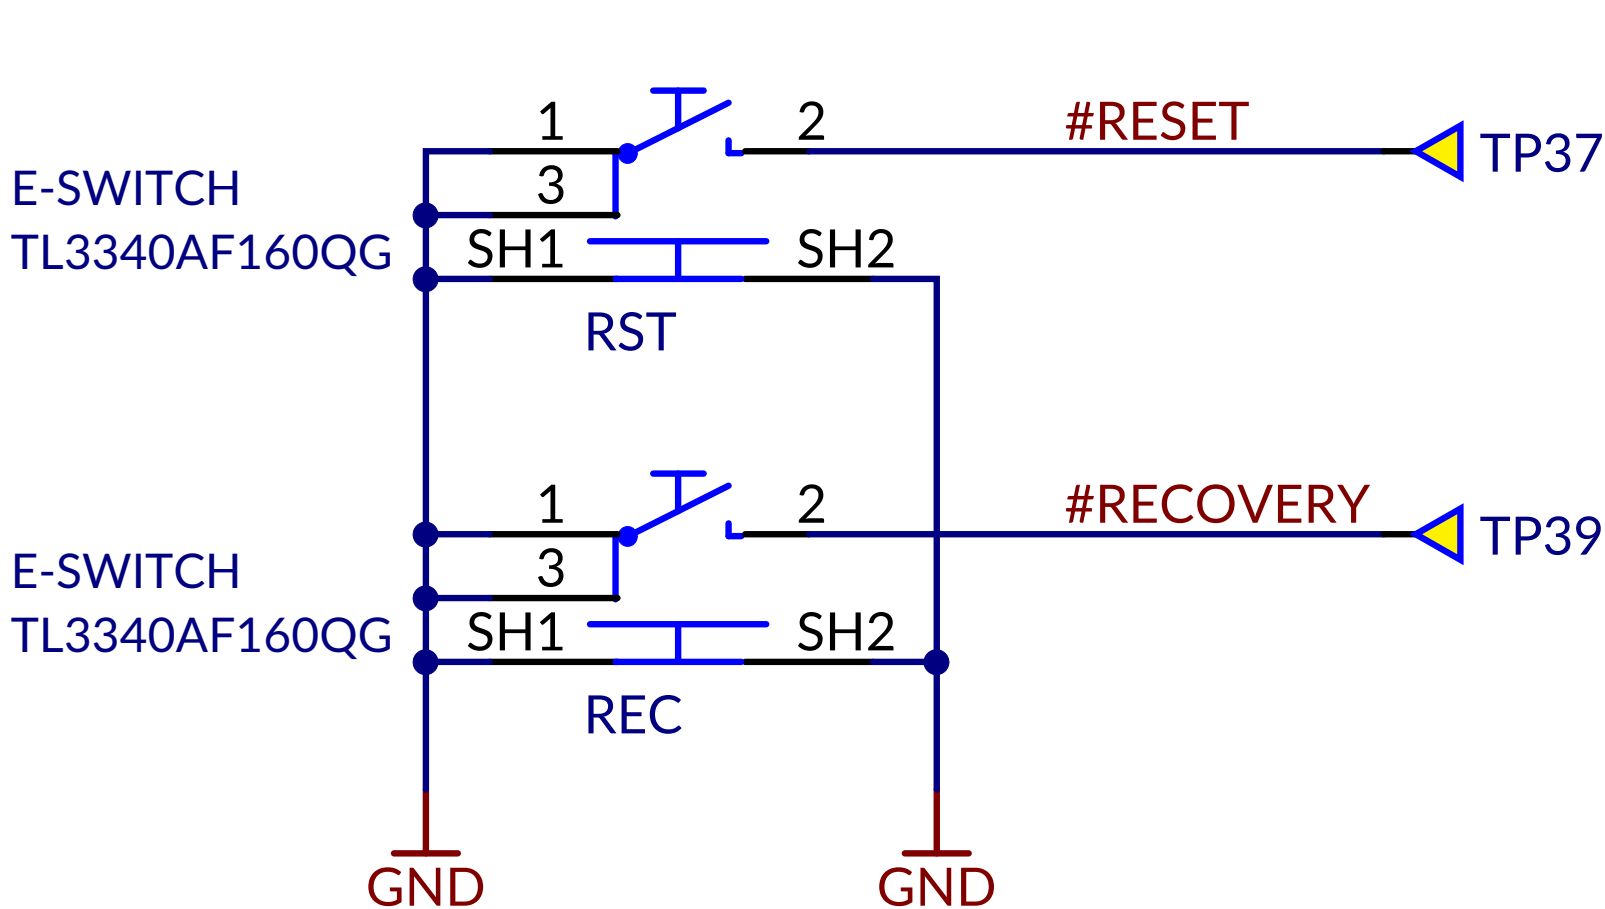 1
2
#RESET
TP37
E-SWITCH
TL3340AF160QG
3
SH1
SH2
RST
1
2
#RECOVERY
TP39
E-SWITCH
TL3340AF160QG
3
SH1
SH2
REC
GND
GND